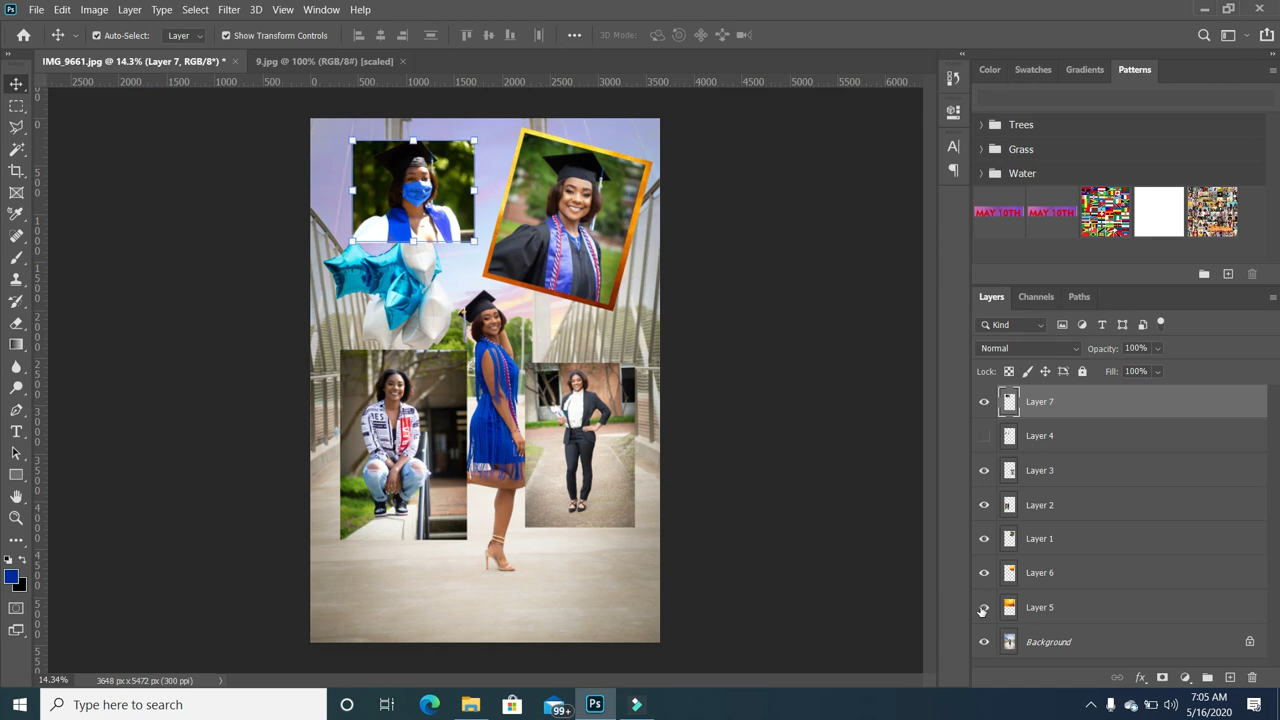 Ps File Edit Image Layer Type Select Filter 3D View Window Help
Auto-Select: Layer Show Transform Controls 3D Mode:
IMG_9661.jpg @ 14.3% (Layer 7, RGB/8*) * × 9.jpg @ 100% (RGB/8#) [scaled] ×
2500 2000 1500 1000 500 0 500 1000 1500 2000 2500 3000 3500 4000 4500 5000 5500 6000
Color Swatches Gradients Patterns
Trees
Grass
Water
MAY 10TH MAY 10TH
Layers Channels Paths
Kind
Normal Opacity: 100%
Lock: Fill: 100%
Layer 7
Layer 4
Layer 3
Layer 2
Layer 1
Layer 6
Layer 5
Background
14.34% 3648 px x 5472 px (300 ppi)
Type here to search
99+
Ps
7:05 AM
5/16/2020